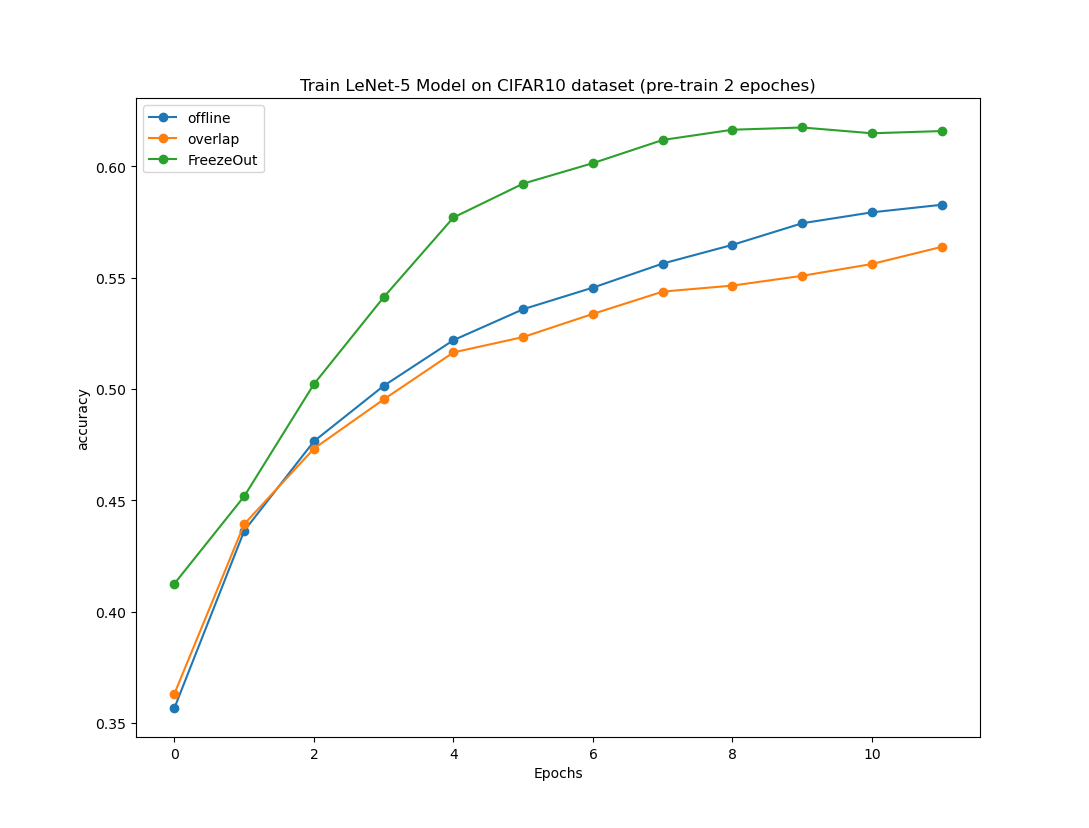 Train LeNet-5 Model on CIFAR10 dataset (pre-train 2 epoches)
offline
overlap
FreezeOut
0.60
0.55
0.50
0.45
0.40
0.35
accuracy
0 2 4 6 8 10
Epochs